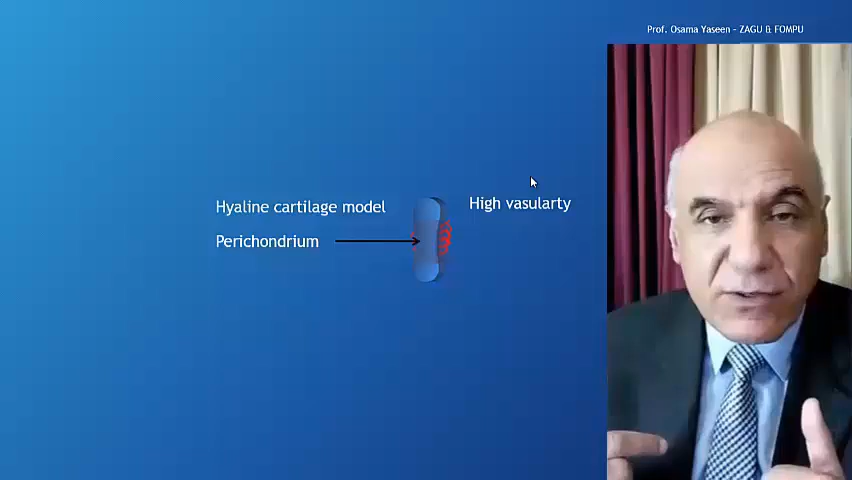 Prof. Osama Yaseen - ZAGU & FOMPU
Hyaline cartilage model
High vasularty
Perichondrium